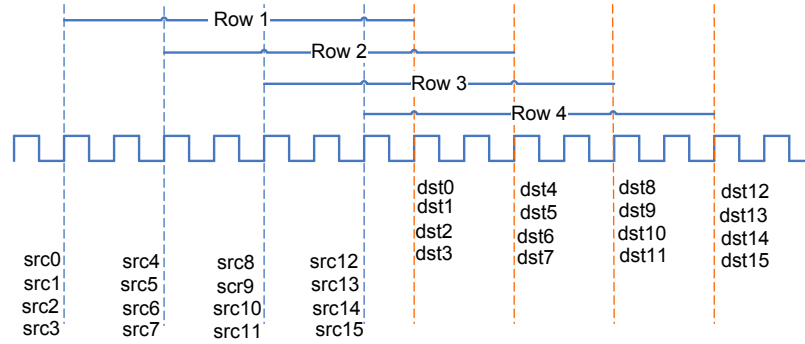 Row 1
Row 2
Row 3
Row 4
dst0
dst1
dst2
dst3
dst4
dst5
dst6
dst7
dst8
dst9
dst10
dst11
dst12
dst13
dst14
dst15
src0
src1
src2
src3
src4
src5
src6
src7
src8
scr9
src10
src11
src12
src13
src14
src15